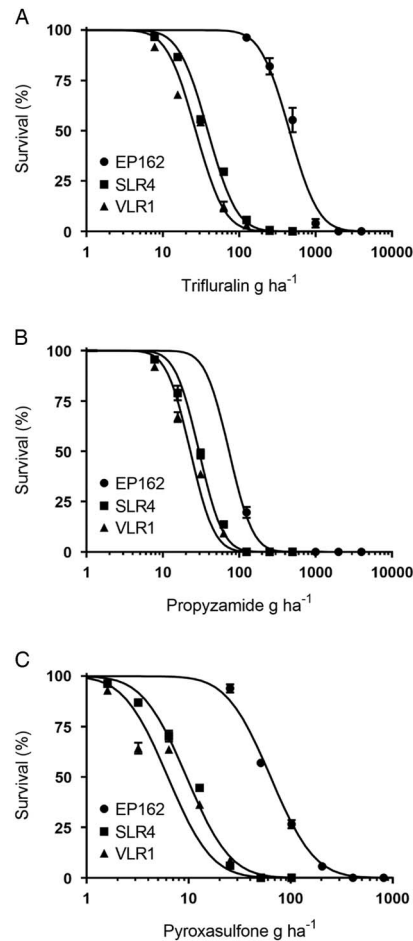 A
Survival (%)
100
75
50
25
0
EP162
SLR4
VLR1
1 10 100 1000 10000
Trifluralin g ha-1
B
Survival (%)
100
75
50
25
0
EP162
SLR4
VLR1
1 10 100 1000 10000
Propyzamide g ha-1
C
Survival (%)
100
75
50
25
0
EP162
SLR4
VLR1
1 10 100 1000
Pyroxasulfone g ha-1